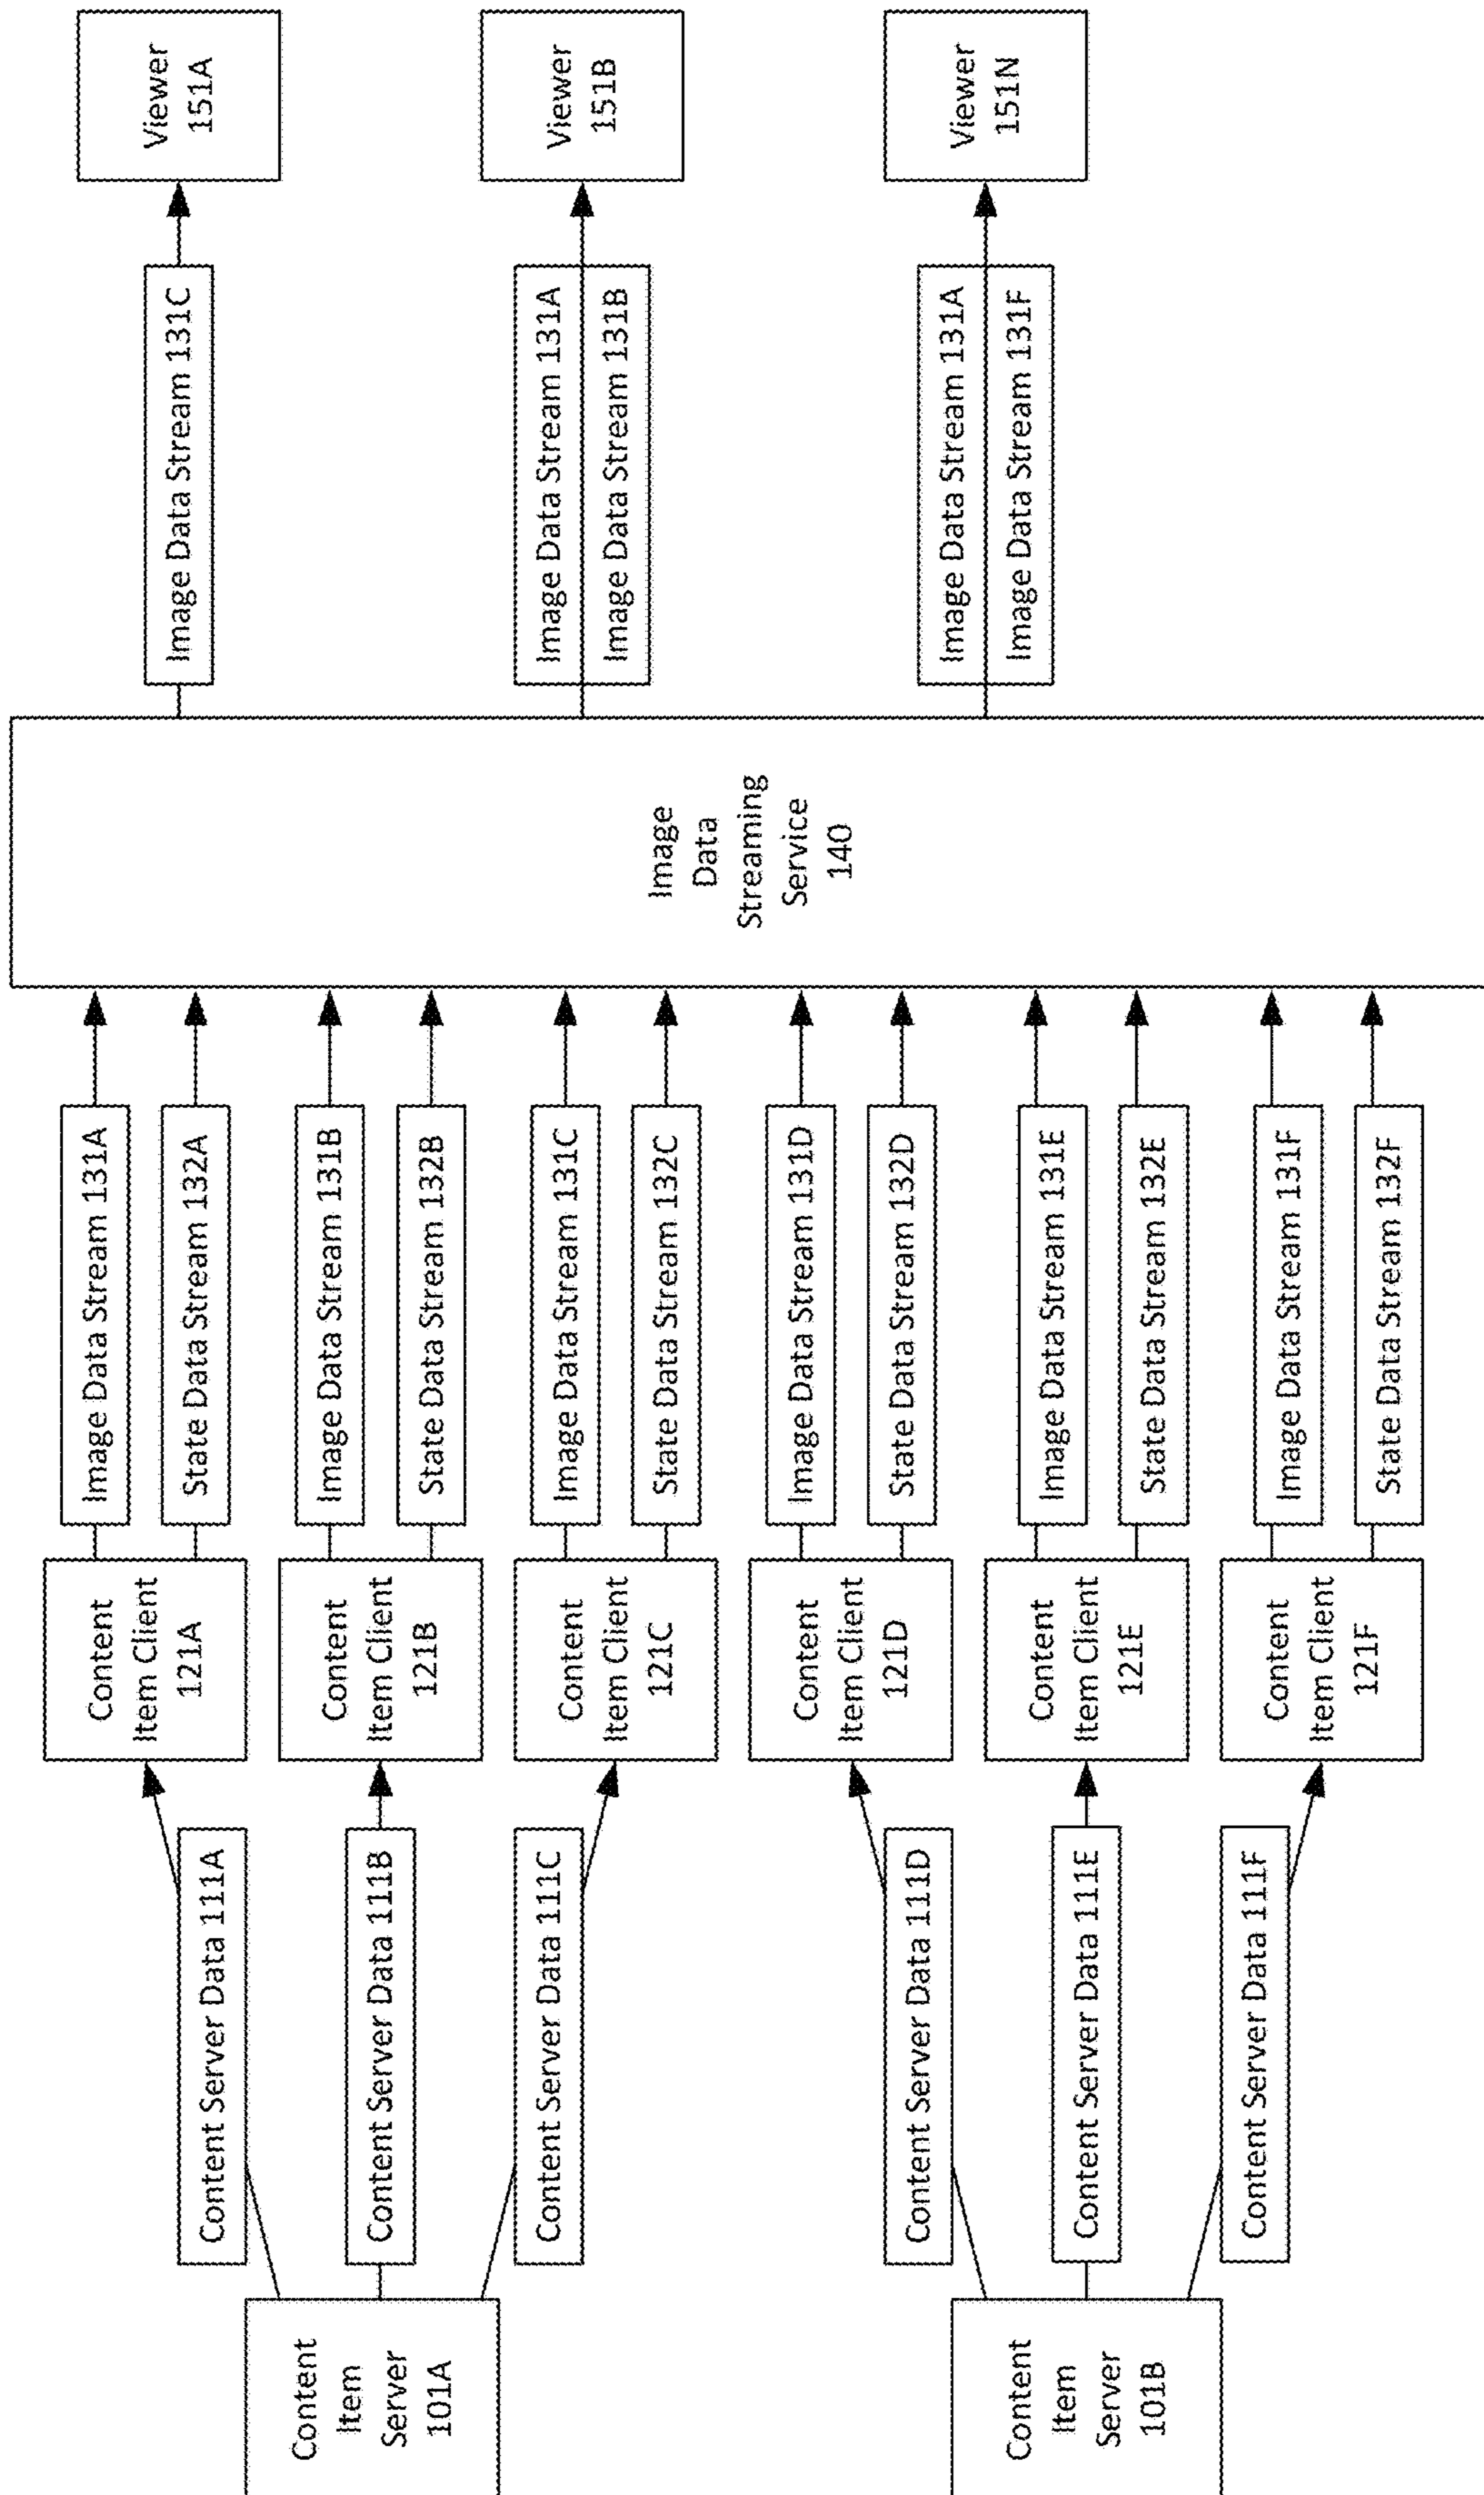 Content
Item
Server
101A
Content
Item
Server
101B
Content Server Data 111A
Content Server Data 111B
Content Server Data 111C
Content Server Data 111D
Content Server Data 111E
Content Server Data 111F
Content
Item Client
121A
Content
Item Client
121B
Content
Item Client
121C
Content
Item Client
121D
Content
Item Client
121E
Content
Item Client
121F
Image Data Stream 131A
State Data Stream 132A
Image Data Stream 131B
State Data Stream 132B
Image Data Stream 131C
State Data Stream 132C
Image Data Stream 131D
State Data Stream 132D
Image Data Stream 131E
State Data Stream 132E
Image Data Stream 131F
State Data Stream 132F
Image
Data
Streaming
Service
140
Image Data Stream 131C
Image Data Stream 131A
Image Data Stream 131B
Image Data Stream 131A
Image Data Stream 131F
Viewer
151A
Viewer
151B
Viewer
151N